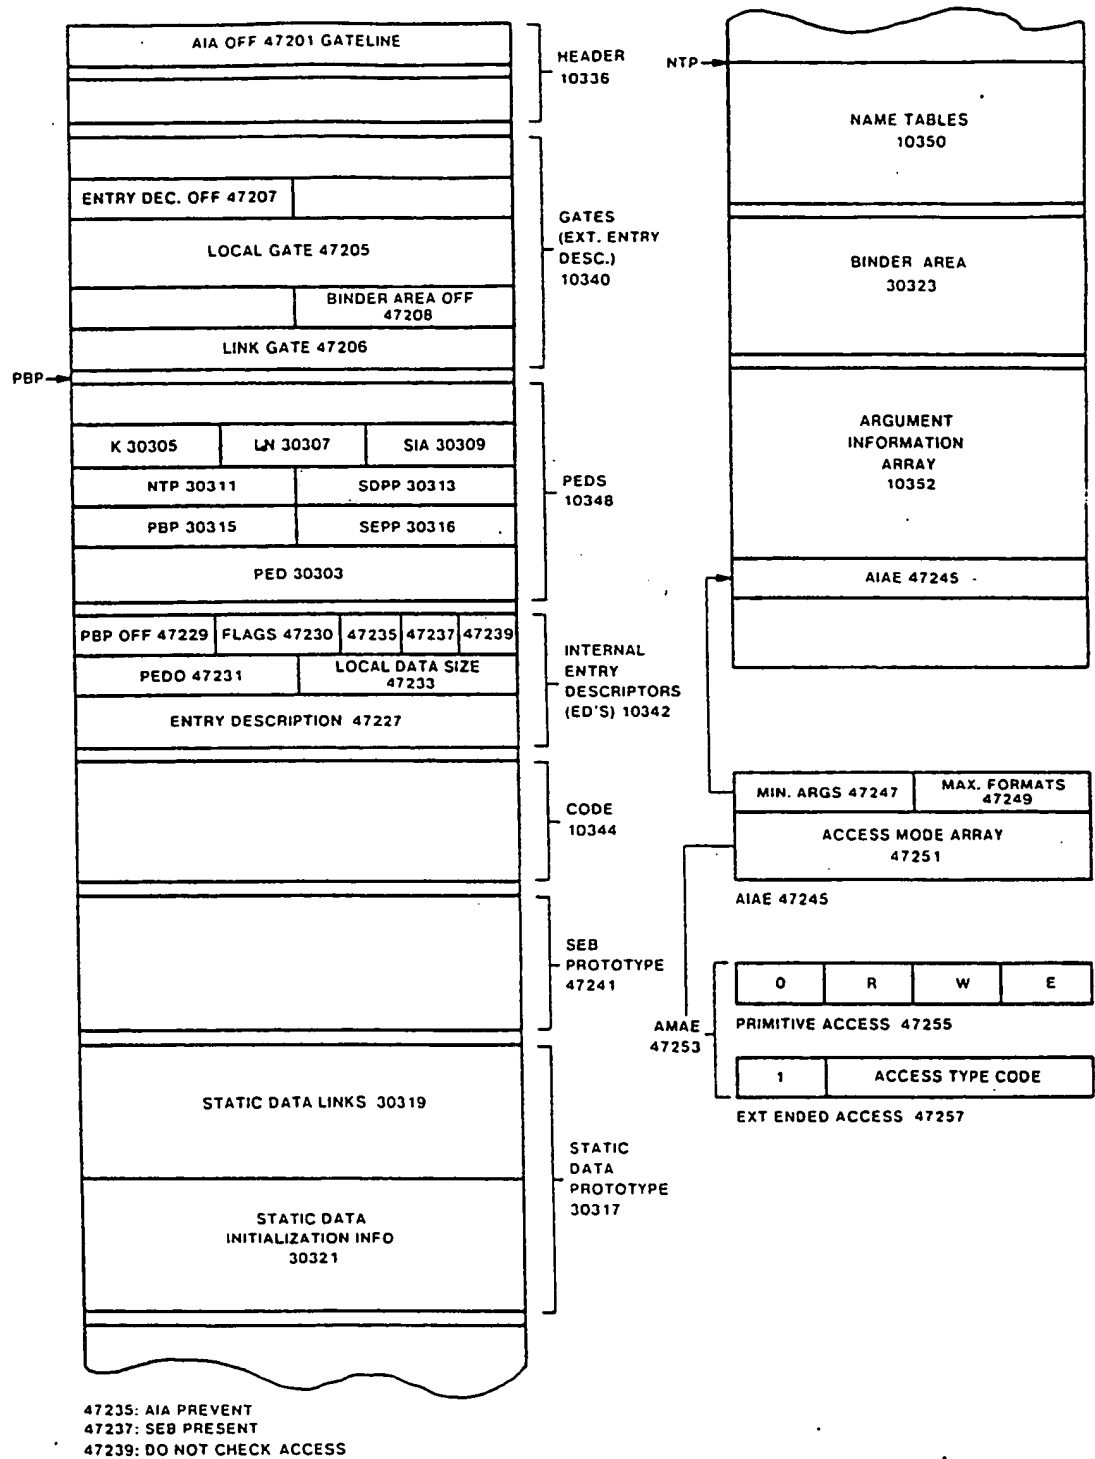 AIA OFF 47201 GATELINE
HEADER
10336
ENTRY DEC. OFF 47207
LOCAL GATE 47205
BINDER AREA OFF
47208
LINK GATE 47206
GATES
(EXT. ENTRY
DESC.)
10340
PBP
K 30305
LN 30307
SIA 30309
NTP 30311
SDPP 30313
PBP 30315
SEPP 30316
PED 30303
PEDS
10348
PBP OFF 47229
FLAGS 47230
47235
47237
47239
PEDO 47231
LOCAL DATA SIZE
47233
ENTRY DESCRIPTION 47227
INTERNAL
ENTRY
DESCRIPTORS
(ED'S) 10342
CODE
10344
SEB
PROTOTYPE
47241
STATIC DATA LINKS 30319
STATIC DATA
INITIALIZATION INFO
30321
STATIC
DATA
PROTOTYPE
30317
47235: AIA PREVENT
47237: SEB PRESENT
47239: DO NOT CHECK ACCESS
NTP
NAME TABLES
10350
BINDER AREA
30323
ARGUMENT
INFORMATION
ARRAY
10352
AIAE 47245
MIN. ARGS 47247
MAX. FORMATS
47249
ACCESS MODE ARRAY
47251
AIAE 47245
AMAE
47253
O
R
W
E
PRIMITIVE ACCESS 47255
1
ACCESS TYPE CODE
EXT ENDED ACCESS 47257